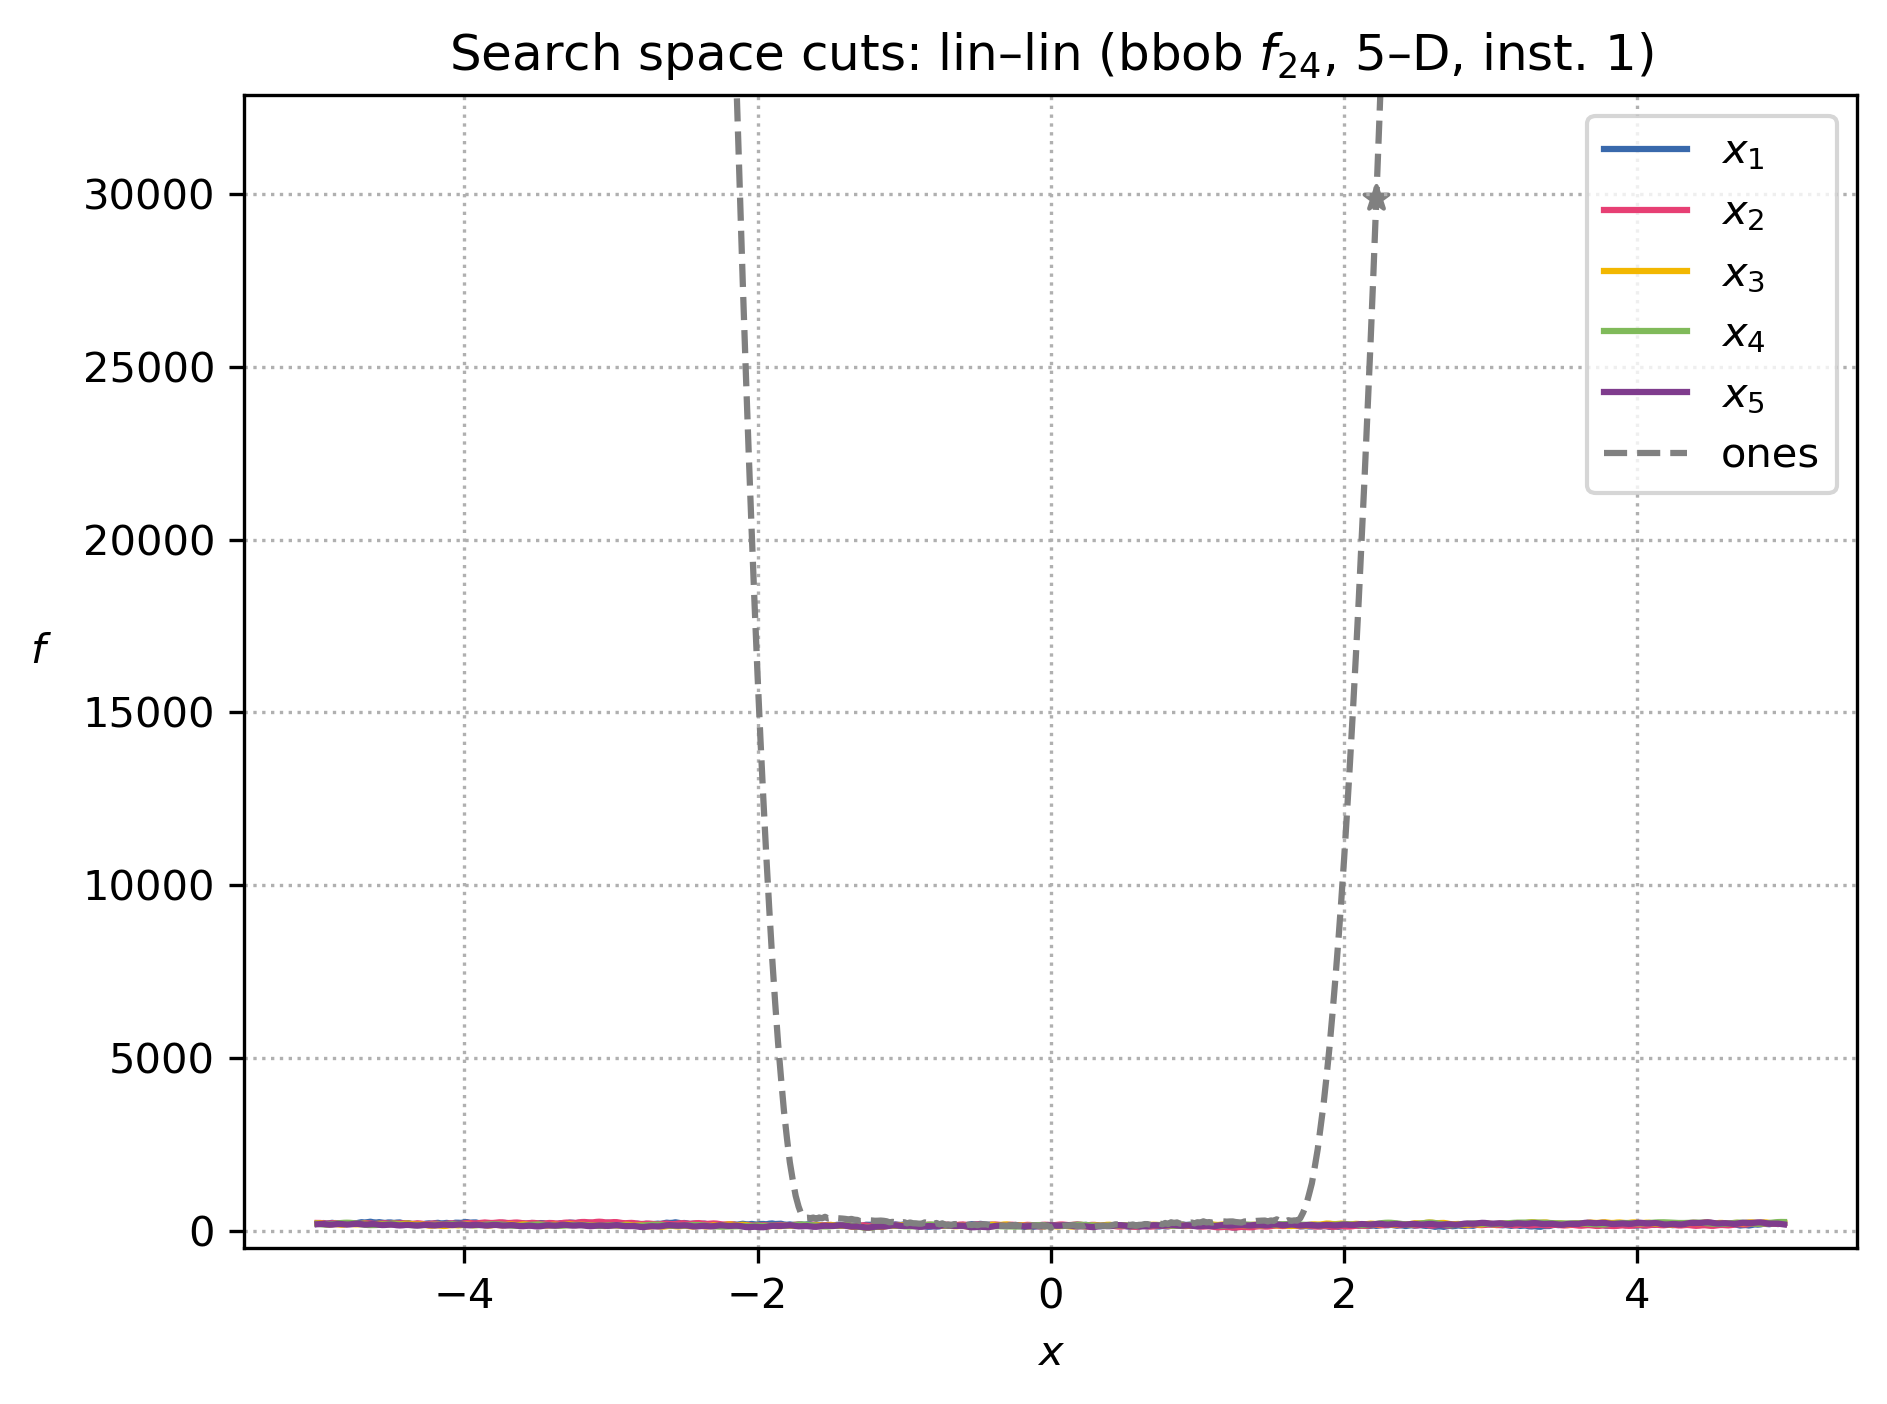 Search space cuts: lin–lin (bbob f24, 5–D, inst. 1)
30000
25000
20000
15000
10000
5000
0
f
x1
x2
x3
x4
x5
ones
−4
−2
0
2
4
x